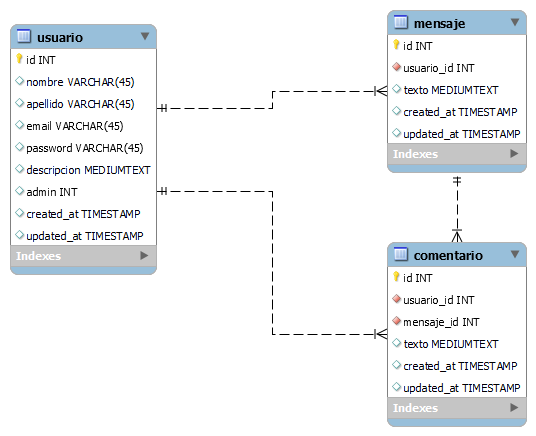 usuario
id INT
nombre VARCHAR(45)
apellido VARCHAR(45)
email VARCHAR(45)
password VARCHAR(45)
descripcion MEDIUMTEXT
admin INT
created_at TIMESTAMP
updated_at TIMESTAMP
Indexes
mensaje
id INT
usuario_id INT
texto MEDIUMTEXT
created_at TIMESTAMP
updated_at TIMESTAMP
Indexes
comentario
id INT
usuario_id INT
mensaje_id INT
texto MEDIUMTEXT
created_at TIMESTAMP
updated_at TIMESTAMP
Indexes